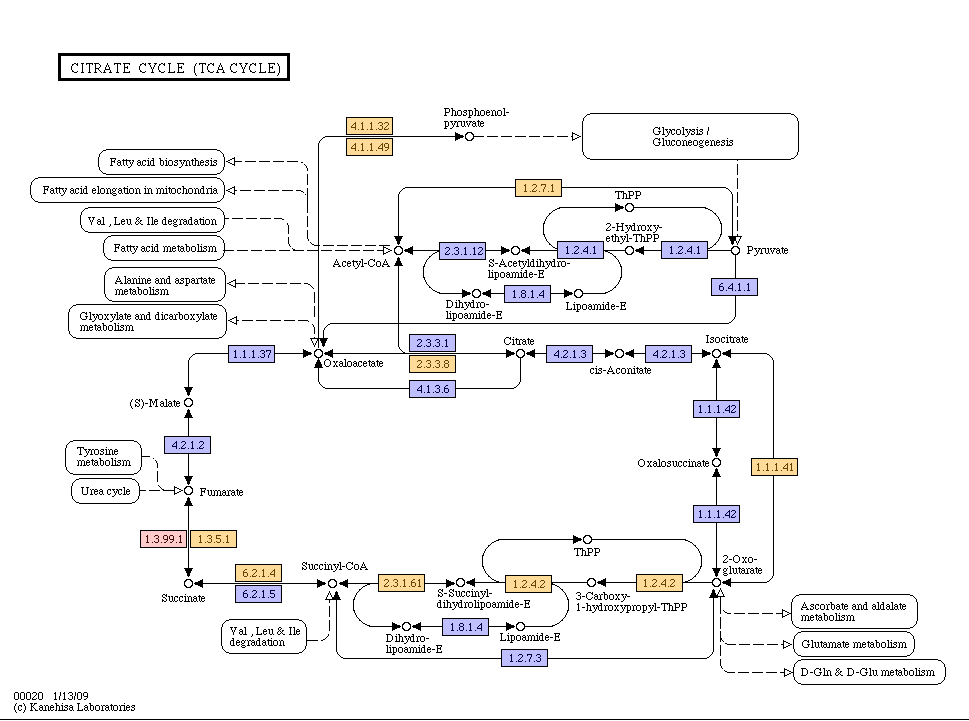 CITRATE CYCLE (TCA CYCLE)
Phosphoenol-
pyruvate
4.1.1.32
4.1.1.49
Glycolysis /
Gluconeogenesis
Fatty acid biosynthesis
Fatty acid elongation in mitochondria
Val , Leu & Ile degradation
Fatty acid metabolism
Alanine and aspartate
metabolism
Glyoxylate and dicarboxylate
metabolism
1.2.7.1
ThPP
2-Hydroxy-
ethyl-ThPP
Acetyl-CoA
2.3.1.12
1.2.4.1
1.2.4.1
Pyruvate
S-Acetyldihydro-
lipoamide-E
6.4.1.1
1.8.1.4
Dihydro-
lipoamide-E
Lipoamide-E
1.1.1.37
Oxaloacetate
2.3.3.1
2.3.3.8
4.1.3.6
Citrate
4.2.1.3
cis-Aconitate
4.2.1.3
Isocitrate
(S)-Malate
1.1.1.42
4.2.1.2
Tyrosine
metabolism
Oxalosuccinate
1.1.1.41
Urea cycle
Fumarate
1.1.1.42
1.3.99.1
1.3.5.1
ThPP
2-Oxo-
glutarate
Succinyl-CoA
6.2.1.4
6.2.1.5
Succinate
2.3.1.61
1.2.4.2
1.2.4.2
S-Succinyl-
dihydrolipoamide-E
3-Carboxy-
1-hydroxypropyl-ThPP
Val , Leu & Ile
degradation
1.8.1.4
Dihydro-
lipoamide-E
Lipoamide-E
1.2.7.3
Ascorbate and aldalate
metabolism
Glutamate metabolism
D-Gln & D-Glu metabolism
00020 1/13/09
(c) Kanehisa Laboratories